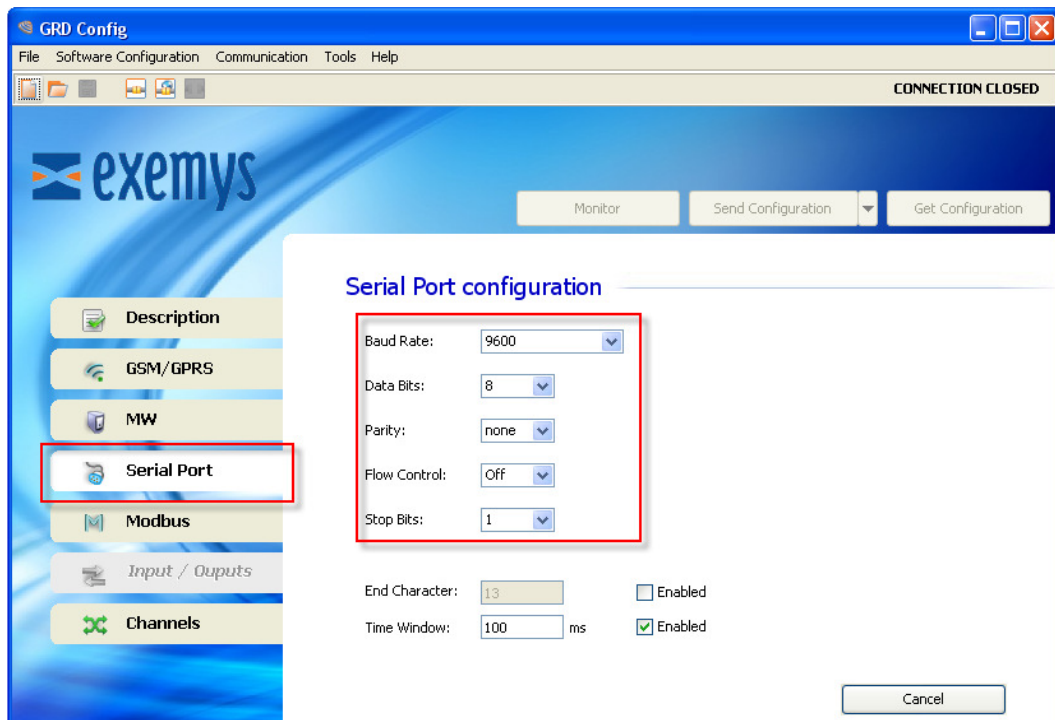 GRD Config
File Software Configuration Communication Tools Help
CONNECTION CLOSED
exemys
Monitor Send Configuration Get Configuration
Serial Port configuration
Description
GSM/GPRS
MW
Serial Port
Modbus
Input / Ouputs
Channels
Baud Rate: 9600
Data Bits: 8
Parity: none
Flow Control: Off
Stop Bits: 1
End Character: 13 Enabled
Time Window: 100 ms Enabled
Cancel